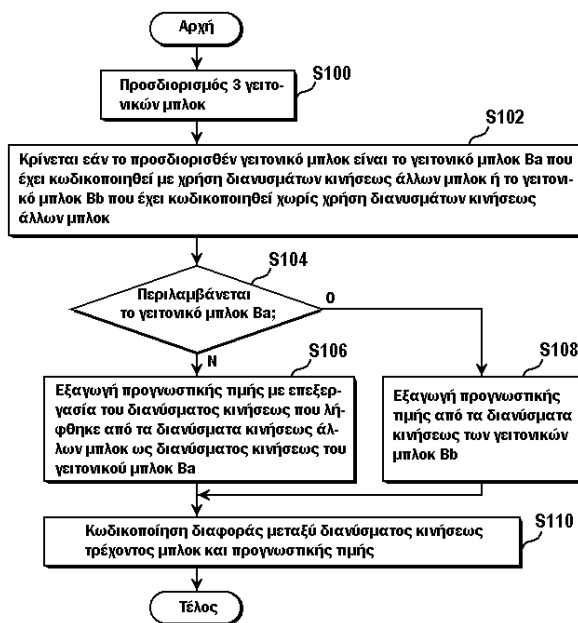 Αρχή
S100
Προσδιορισμός 3 γειτο-
νικών μπλοκ
S102
Κρίνεται εάν το προσδιορισθέν γειτονικό μπλοκ είναι το γειτονικό μπλοκ Ba που
έχει κωδικοποιηθεί με χρήση διανυσμάτων κινήσεως άλλων μπλοκ ή το γειτονι-
κό μπλοκ Bb που έχει κωδικοποιηθεί χωρίς χρήση διανυσμάτων κινήσεως
άλλων μπλοκ
S104
Περιλαμβάνεται
το γειτονικό μπλοκ Ba;
Ο
Ν
S106
Εξαγωγή προγνωστικής τιμής με επεξερ-
γασία του διανύσματος κινήσεως που λή-
φθηκε από τα διανύσματα κινήσεως άλ-
λων μπλοκ ως διανύσματος κινήσεως του
γειτονικού μπλοκ Ba
S108
Εξαγωγή προγνωστικής
τιμής από τα διανύσματα
κινήσεως των γειτονικών
μπλοκ Bb
S110
Κωδικοποίηση διαφοράς μεταξύ διανύσματος κινήσεως
τρέχοντος μπλοκ και προγνωστικής τιμής
Τέλος